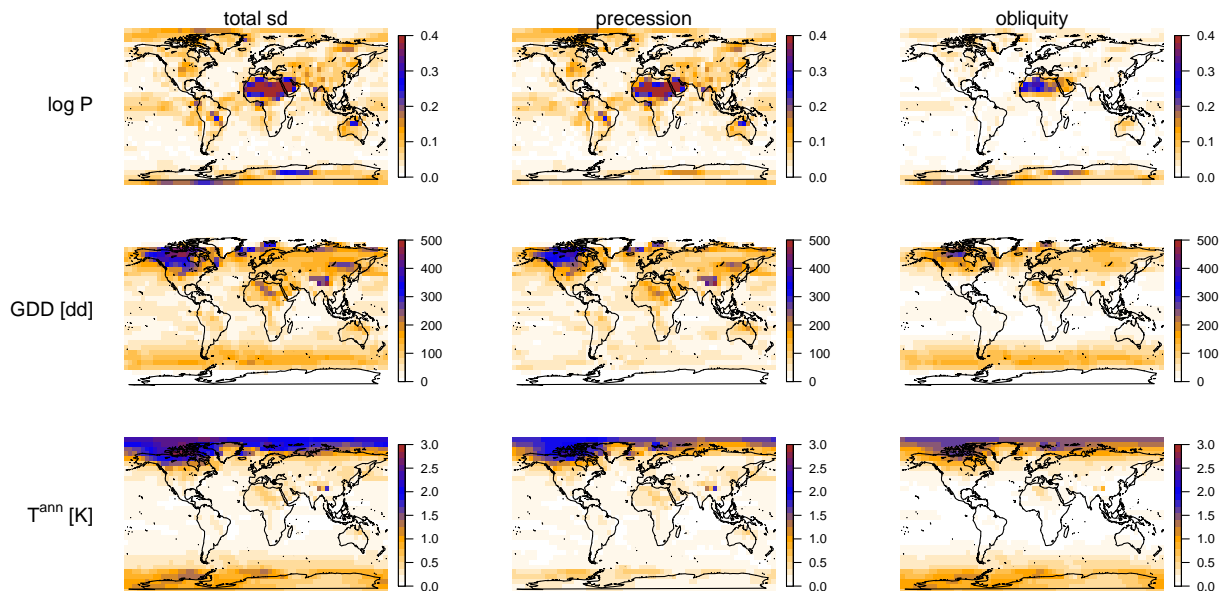 total sd precession obliquity
log P
0.4 0.4 0.4
0.3 0.3 0.3
0.2 0.2 0.2
0.1 0.1 0.1
0.0 0.0 0.0
GDD [dd]
500 500 500
400 400 400
300 300 300
200 200 200
100 100 100
0 0 0
T^ann [K]
3.0 3.0 3.0
2.5 2.5 2.5
2.0 2.0 2.0
1.5 1.5 1.5
1.0 1.0 1.0
0.5 0.5 0.5
0.0 0.0 0.0